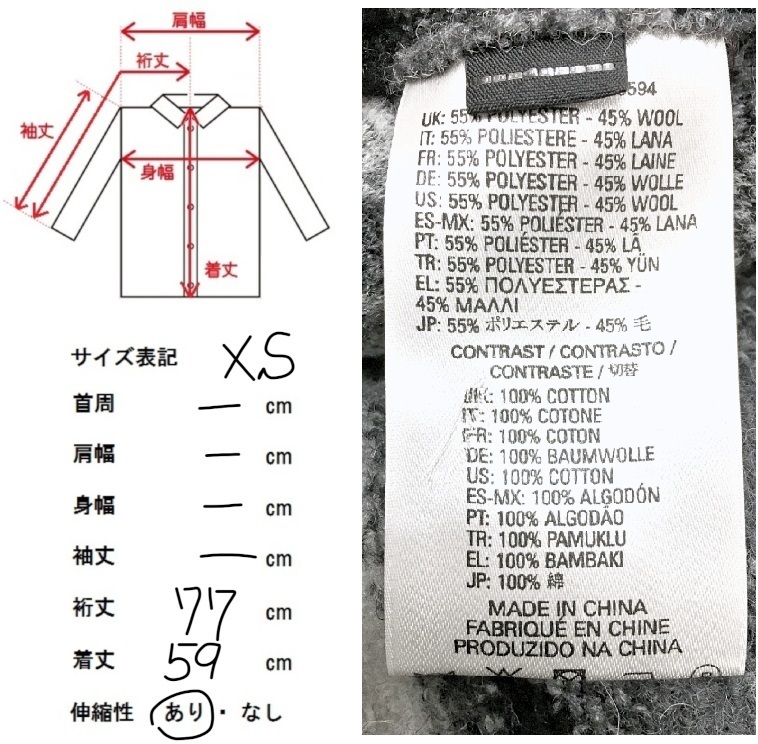 肩幅
裄丈
袖丈
身幅
着丈
サイズ表記 XS
首周 — cm
肩幅 — cm
身幅 — cm
袖丈 — cm
裄丈 77 cm
着丈 59 cm
伸縮性 あり・なし
594
UK: 55% POLYESTER - 45% WOOL
IT: 55% POLIESTERE - 45% LANA
FR: 55% POLYESTER - 45% LAINE
DE: 55% POLYESTER - 45% WOLLE
US: 55% POLYESTER - 45% WOOL
ES-MX: 55% POLIÉSTER - 45% LANA
PT: 55% POLIÉSTER - 45% LÃ
TR: 55% POLYESTER - 45% YÜN
EL: 55% ΠΟΛΥΕΣΤΕΡΑΣ -
45% ΜΑΛΛΙ
JP: 55% ポリエステル - 45% 毛
CONTRAST / CONTRASTO /
CONTRASTE / 切替
UK: 100% COTTON
IT: 100% COTONE
FR: 100% COTON
DE: 100% BAUMWOLLE
US: 100% COTTON
ES-MX: 100% ALGODÓN
PT: 100% ALGODÃO
TR: 100% PAMUKLU
EL: 100% ΒΑΜΒΑΚΙ
JP: 100% 綿
MADE IN CHINA
FABRIQUÉ EN CHINE
PRODUZIDO NA CHINA